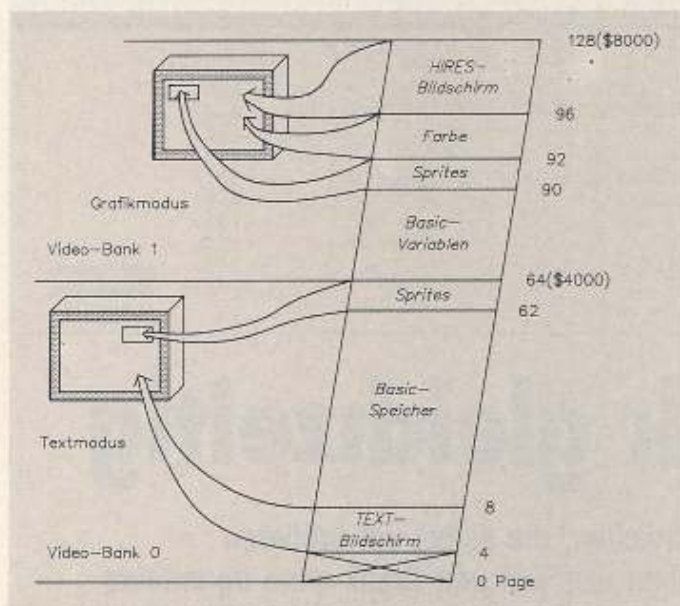 128($8000)
HIRES-
Bildschirm
96
Farbe
92
Sprites
90
Grafikmodus
Basic-
Variablen
Video-Bank 1
64($4000)
Sprites
62
Basic-
Speicher
Textmodus
8
TEXT-
Bildschirm
Video-Bank 0
4
0 Page